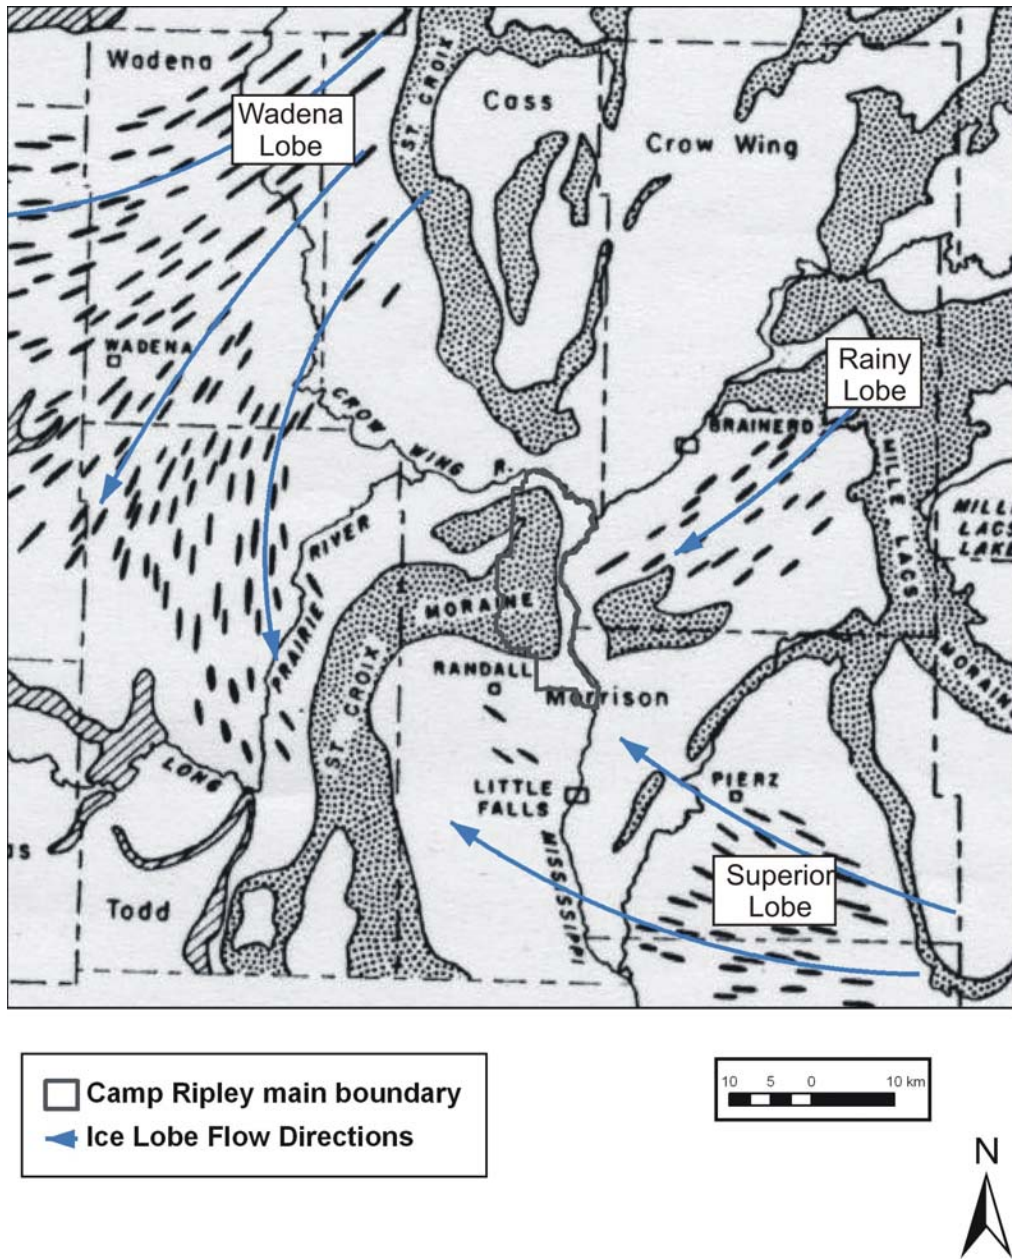 Wadena
Wadena
Lobe
ST. CROIX
Cass
Crow Wing
WADENA
Rainy
Lobe
BRAINERD
CROW WING R.
MILLE LACS
MILLE
LACS
LAKE
PRAIRIE RIVER
MORAINE
ST. CROIX
RANDALL
Morrison
MORAINE
LONG
LITTLE
FALLS
PIERZ
MISSISSIPPI
Superior
Lobe
as
Todd
Camp Ripley main boundary
Ice Lobe Flow Directions
10 5 0 10 km
N